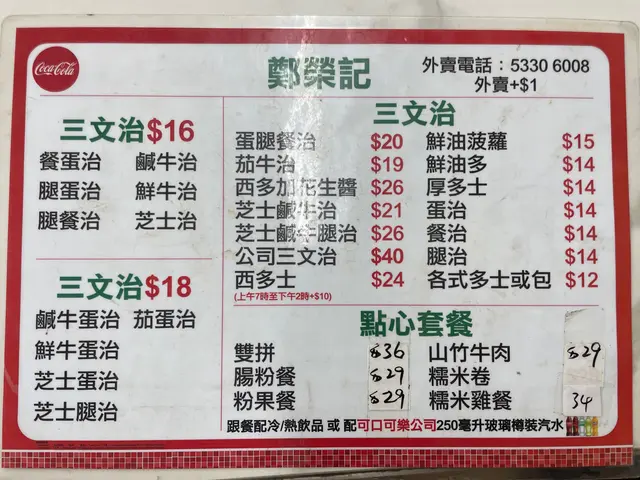 Coca-Cola
鄭榮記
外賣電話：5330 6008
外賣+$1
三文治$16
餐蛋治 鹹牛治
腿蛋治 鮮牛治
腿餐治 芝士治
三文治$18
鹹牛蛋治 茄蛋治
鮮牛蛋治
芝士蛋治
芝士腿治
三文治
蛋腿餐治 $20 鮮油菠蘿 $15
茄牛治 $19 鮮油多 $14
西多加花生醬 $26 厚多士 $14
芝士鹹牛治 $21 蛋治 $14
芝士鹹牛腿治 $26 餐治 $14
公司三文治 $40 腿治 $14
西多士 $24 各式多士或包 $12
(上午7時至下午2時+$10)
點心套餐
雙拼 $36 山竹牛肉 $29
腸粉餐 $29 糯米卷
粉果餐 $29 糯米雞餐 34
跟餐配冷/熱飲品 或 配可口可樂公司250毫升玻璃樽裝汽水